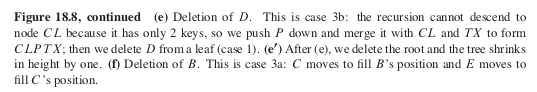 Figure 18.8, continued (e) Deletion of D. This is case 3b: the recursion cannot descend to
node CL because it has only 2 keys, so we push P down and merge it with CL and TX to form
CLPTX; then we delete D from a leaf (case 1). (e′) After (e), we delete the root and the tree shrinks
in height by one. (f) Deletion of B. This is case 3a: C moves to fill B's position and E moves to
fill C's position.